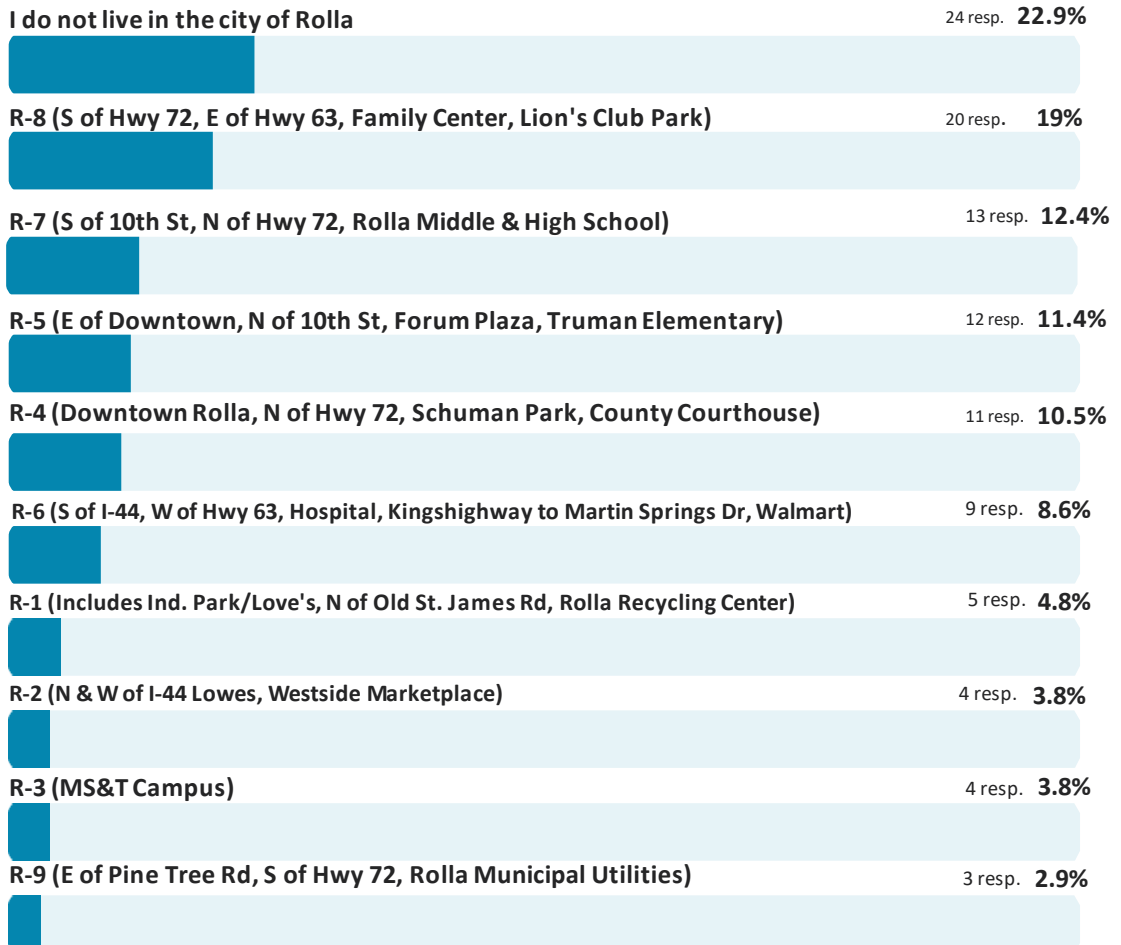 I do not live in the city of Rolla 24 resp. 22.9%
R-8 (S of Hwy 72, E of Hwy 63, Family Center, Lion's Club Park) 20 resp. 19%
R-7 (S of 10th St, N of Hwy 72, Rolla Middle & High School) 13 resp. 12.4%
R-5 (E of Downtown, N of 10th St, Forum Plaza, Truman Elementary) 12 resp. 11.4%
R-4 (Downtown Rolla, N of Hwy 72, Schuman Park, County Courthouse) 11 resp. 10.5%
R-6 (S of I-44, W of Hwy 63, Hospital, Kingshighway to Martin Springs Dr, Walmart) 9 resp. 8.6%
R-1 (Includes Ind. Park/Love's, N of Old St. James Rd, Rolla Recycling Center) 5 resp. 4.8%
R-2 (N & W of I-44 Lowes, Westside Marketplace) 4 resp. 3.8%
R-3 (MS&T Campus) 4 resp. 3.8%
R-9 (E of Pine Tree Rd, S of Hwy 72, Rolla Municipal Utilities) 3 resp. 2.9%